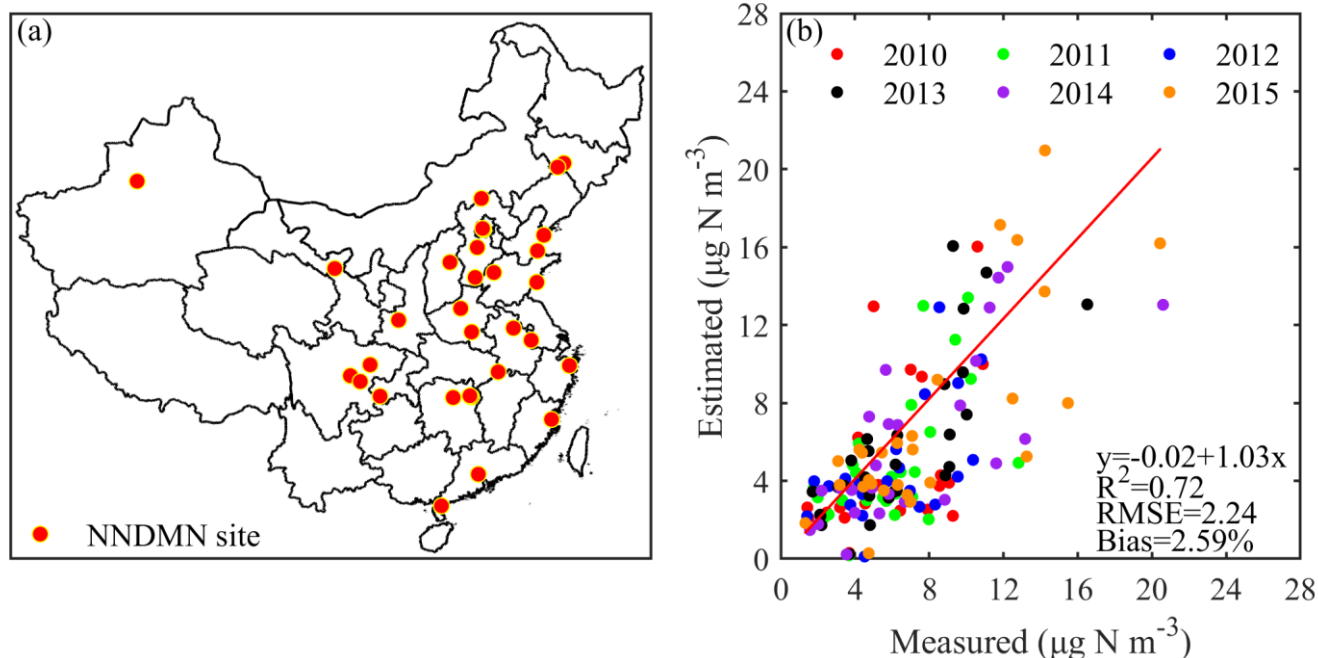 (a)
NNDMN site
(b)
2010 2011 2012
2013 2014 2015
28
24
20
16
12
8
4
0
Estimated (μg N m⁻³)
y=-0.02+1.03x
R²=0.72
RMSE=2.24
Bias=2.59%
0 4 8 12 16 20 24 28
Measured (μg N m⁻³)